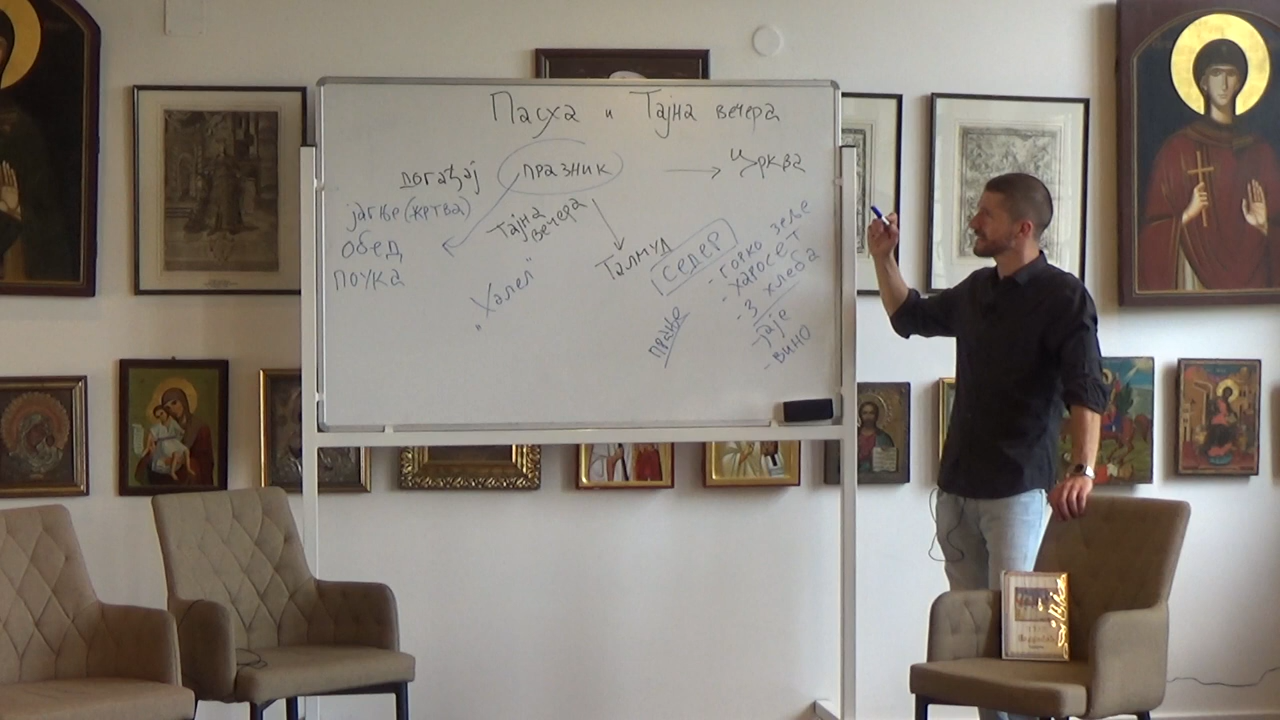 Пасха и Тајна вечера
догађај празник → Црква
јагње (жртва)
обед
поука
Тајна
вечера
"Халел"
Талмуд
седер
- горко зеље
- харосет
- 3 хлеба
- јаје
- вино
прање